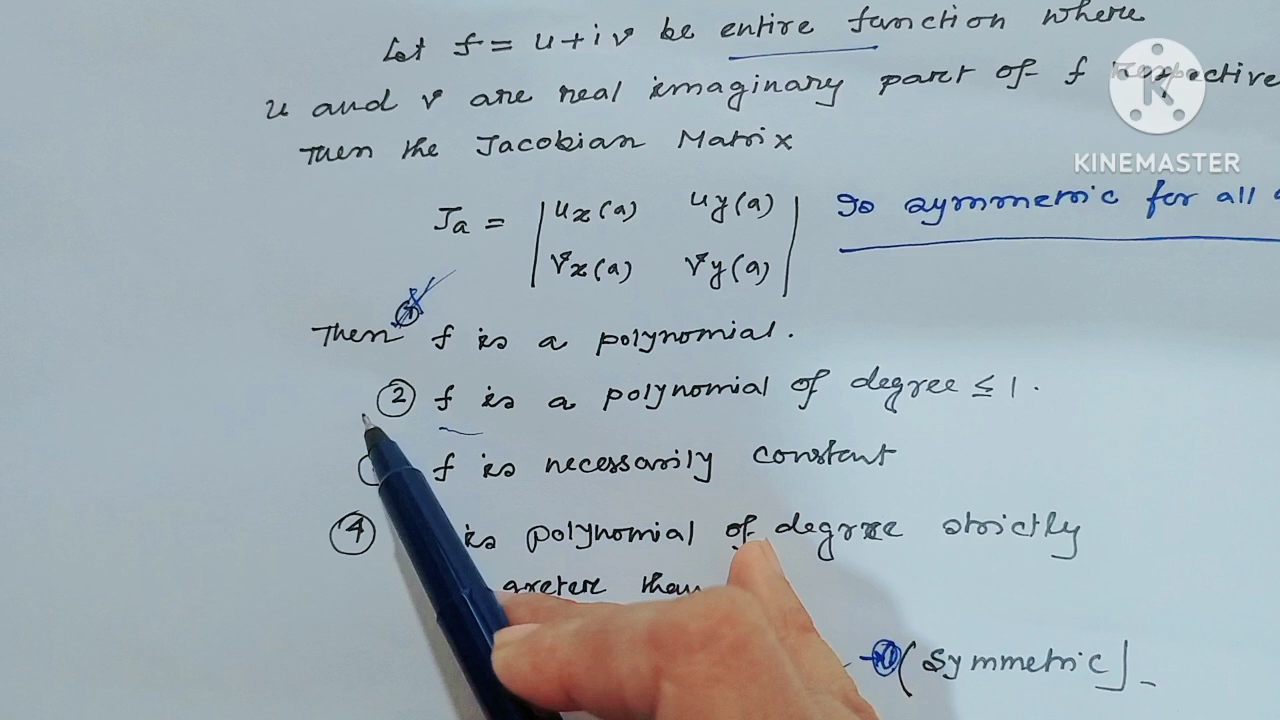 Let f = u+iv be entire function where
u and v are real imaginary part of f
KINEMASTER
Then the Jacobian Matrix
Ja = | ux(a) uy(a) | Is symmetric for all
vx(a) vy(a)
Then ① f is a polynomial.
② f is a polynomial of degree ≤ 1.
f is necessarily constant
④ is polynomial of degree strictly
than
(Symmetric]